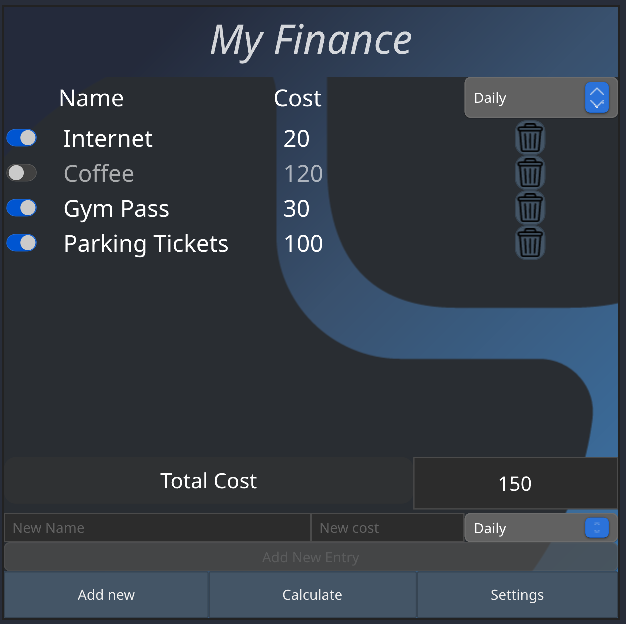 My Finance
Name Cost Daily
Internet 20
Coffee 120
Gym Pass 30
Parking Tickets 100
Total Cost 150
New Name New cost Daily
Add New Entry
Add new Calculate Settings